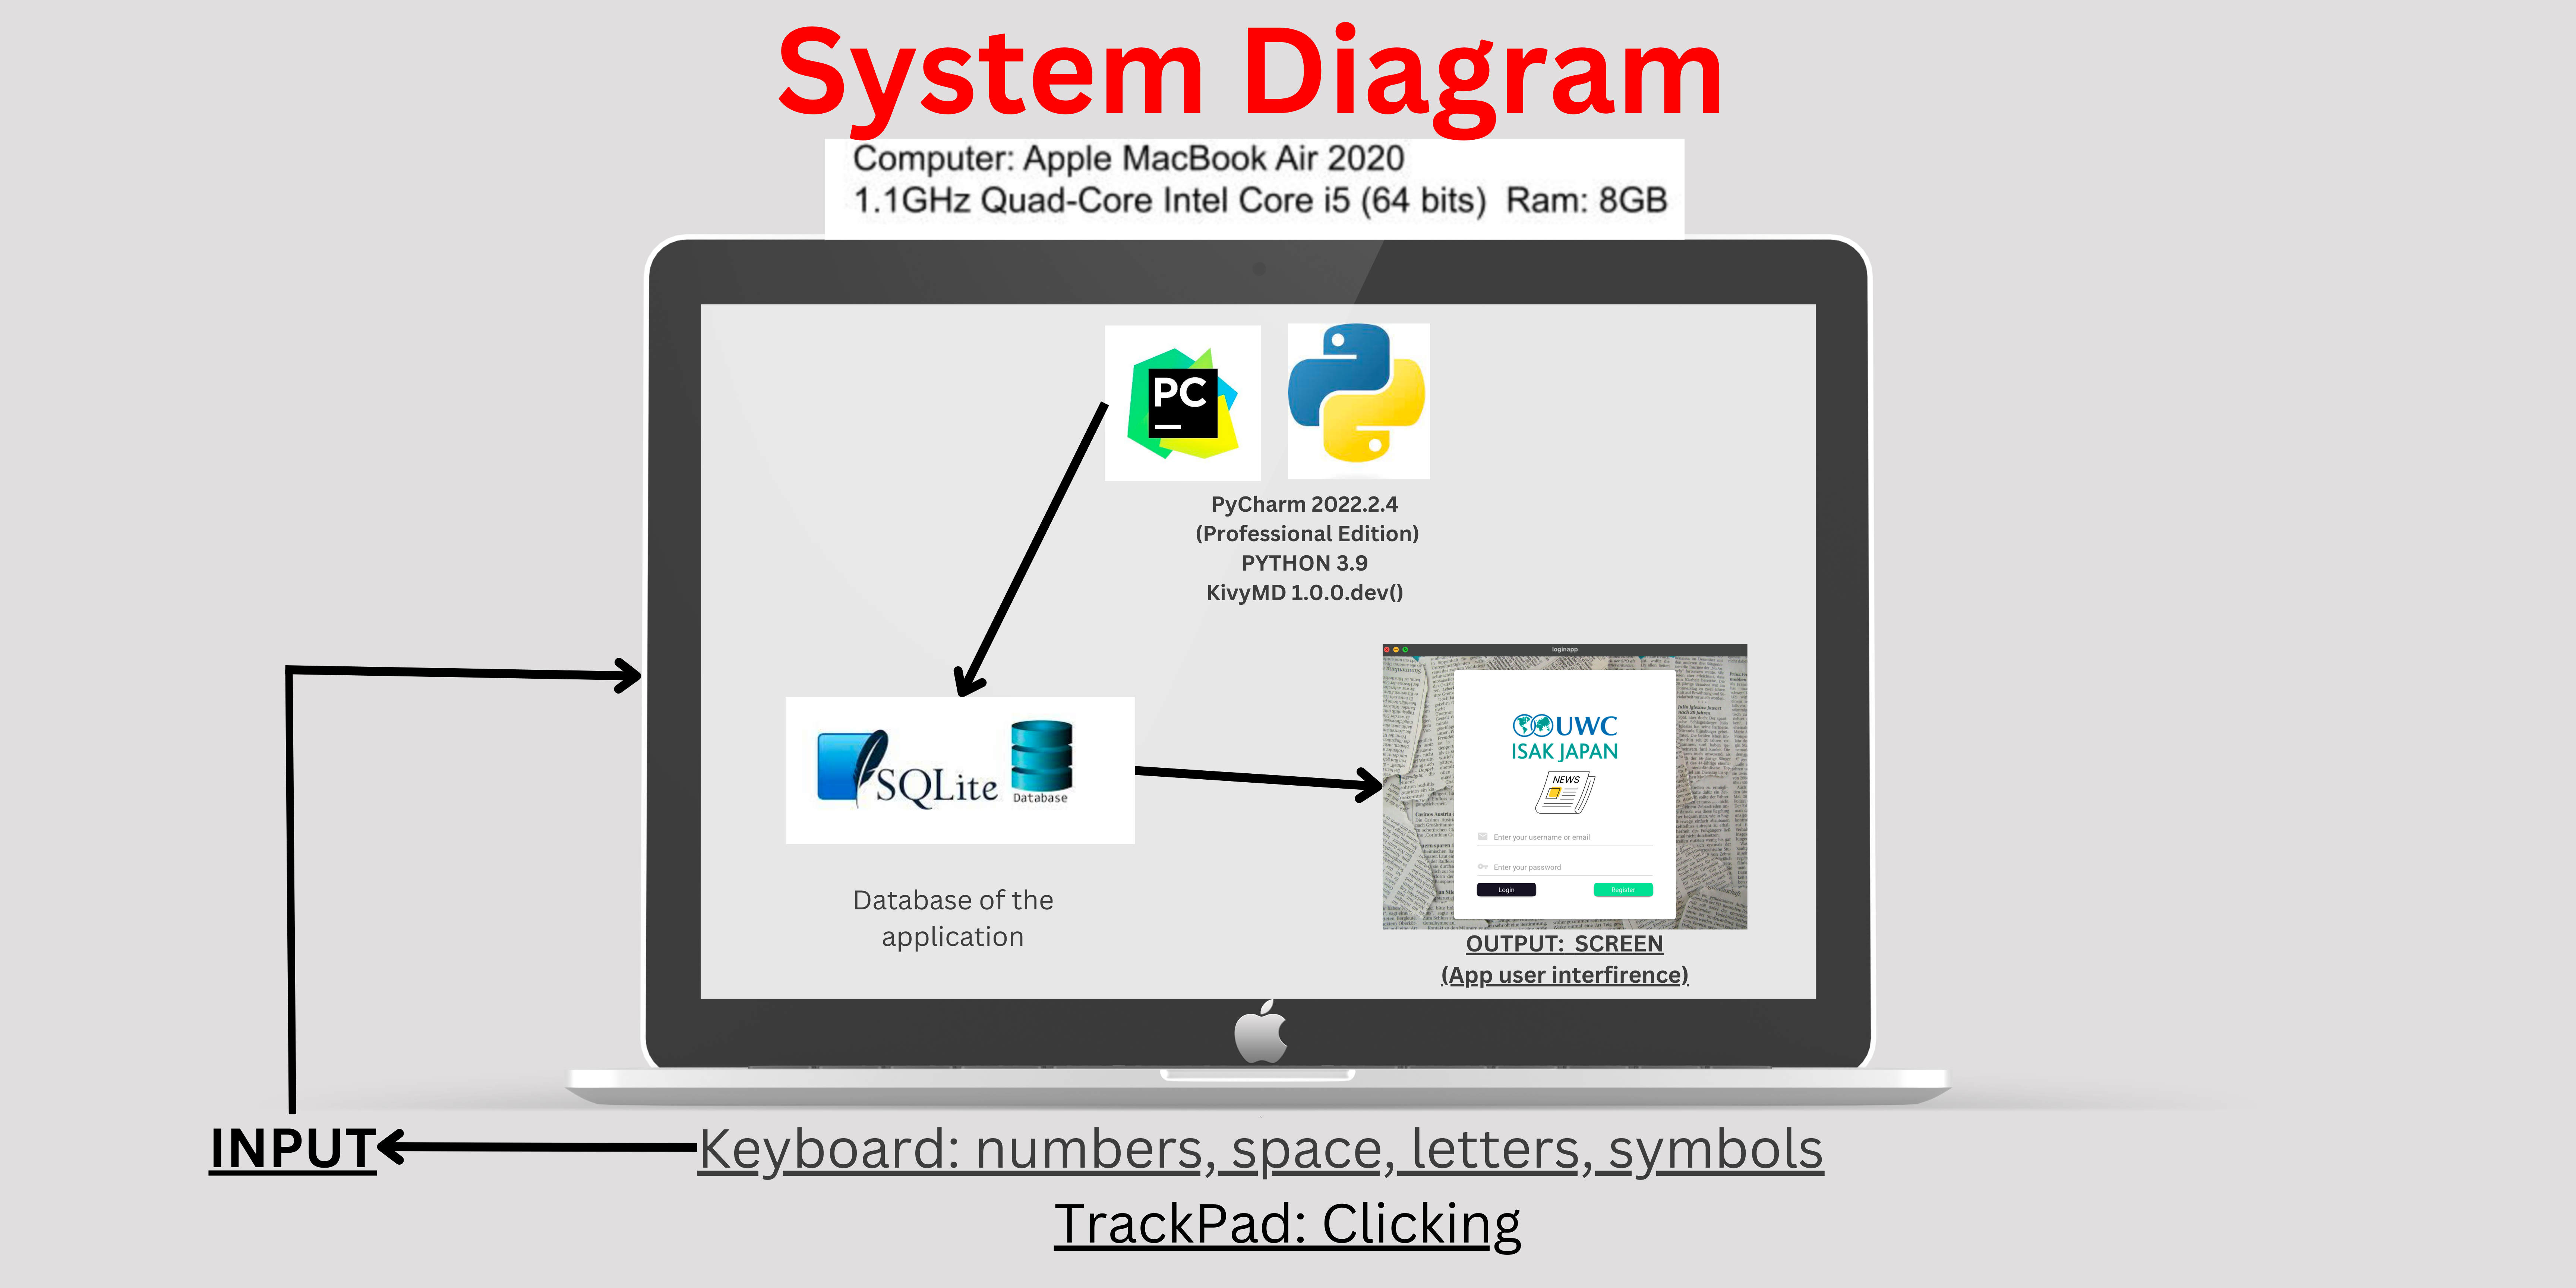 System Diagram
Computer: Apple MacBook Air 2020
1.1GHz Quad-Core Intel Core i5 (64 bits)  Ram: 8GB
PC
PyCharm 2022.2.4
(Professional Edition)
PYTHON 3.9
KivyMD 1.0.0.dev()
SQLite
Database
Database of the
application
loginapp
UWC
ISAK JAPAN
NEWS
Enter your username or email
Enter your password
Login
Register
OUTPUT:  SCREEN
(App user interfirence)
INPUT
Keyboard: numbers, space, letters, symbols
TrackPad: Clicking